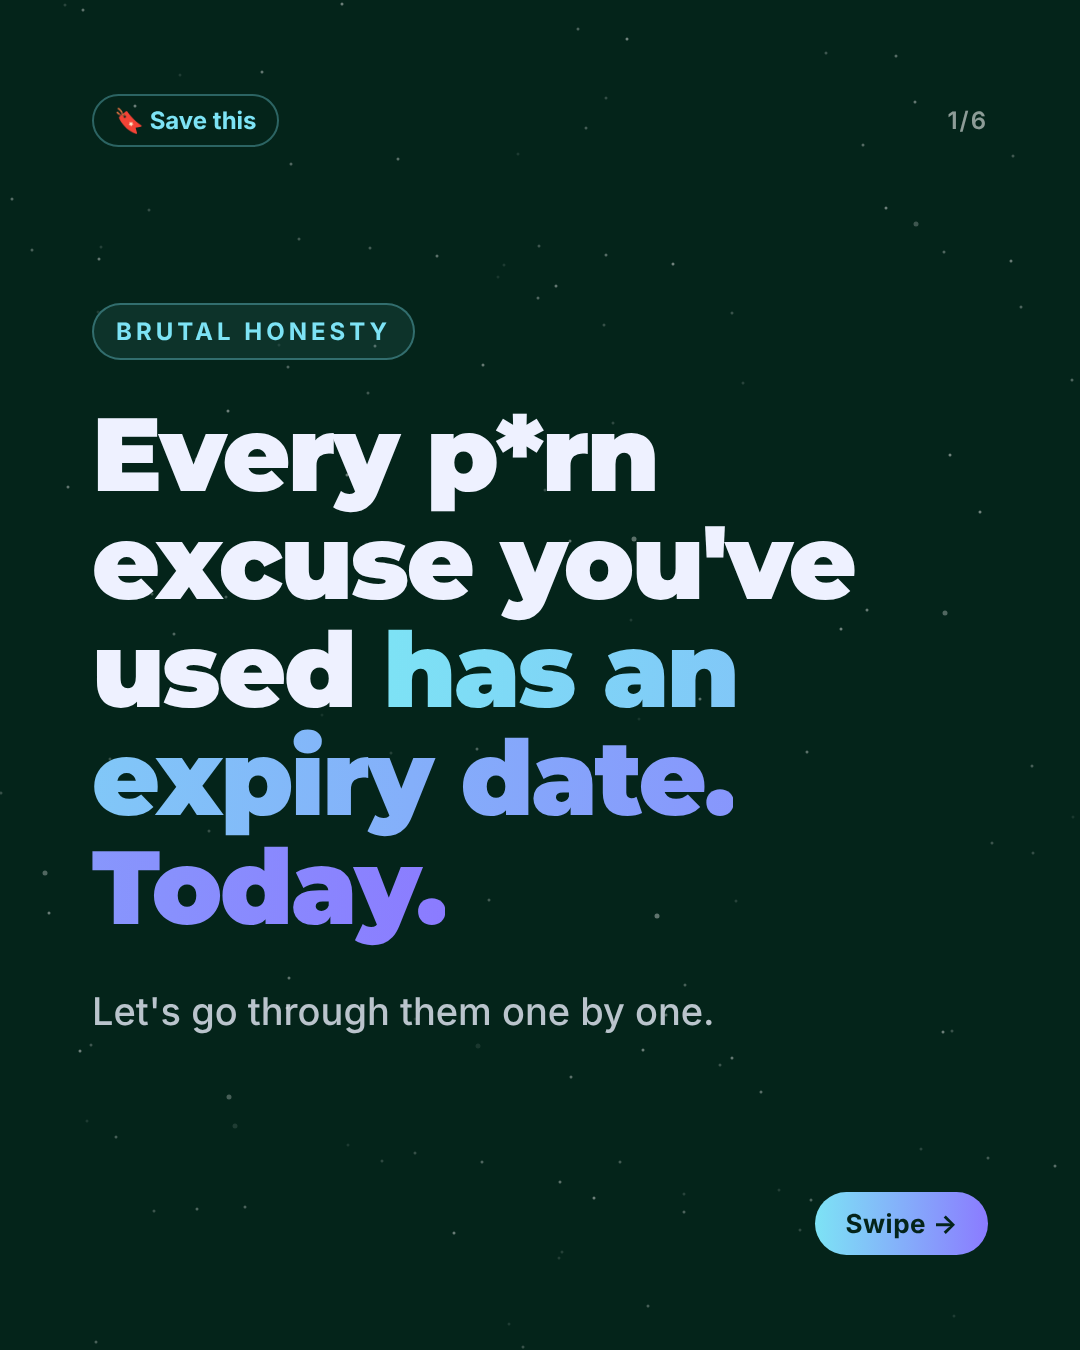 🔖 Save this
1/6
BRUTAL HONESTY
Every p*rn
excuse you've
used has an
expiry date.
Today.
Let's go through them one by one.
Swipe →